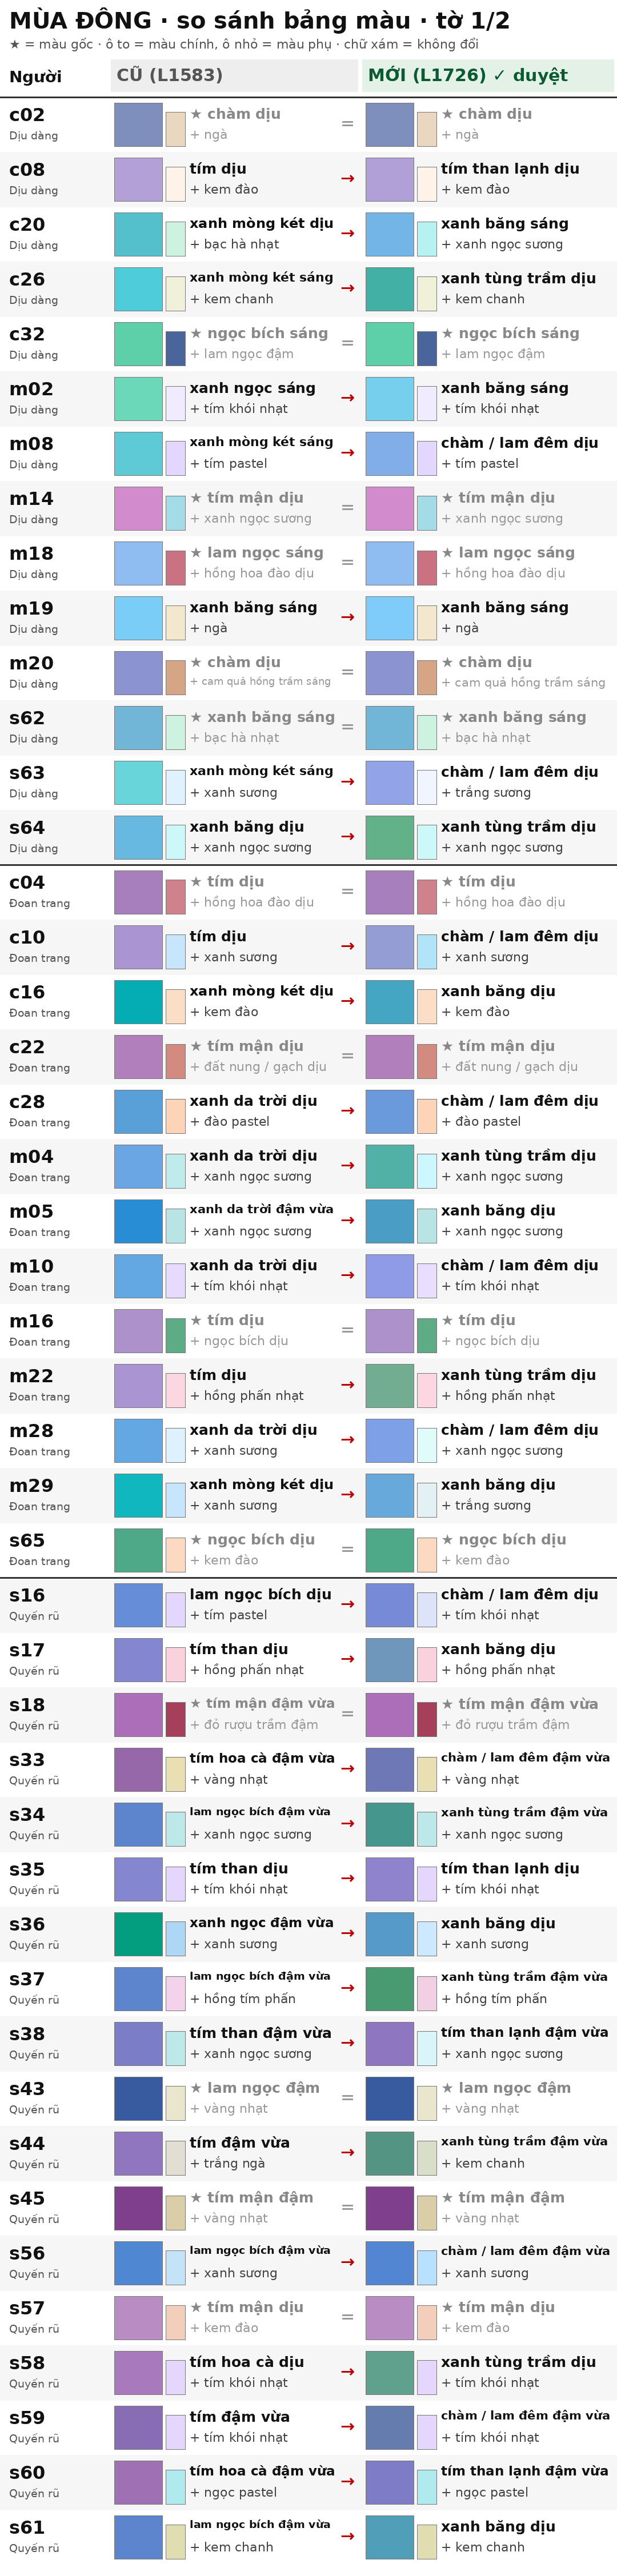 MÙA ĐÔNG · so sánh bảng màu · tờ 1/2
★ = màu gốc · ô to = màu chính, ô nhỏ = màu phụ · chữ xám = không đổi
Người CŨ (L1583) MỚI (L1726) ✓ duyệt
c02 ★ chàm dịu = ★ chàm dịu
Dịu dàng + ngà + ngà
c08 tím dịu → tím than lạnh dịu
Dịu dàng + kem đào + kem đào
c20 xanh mòng két dịu → xanh băng sáng
Dịu dàng + bạc hà nhạt + xanh ngọc sương
c26 xanh mòng két sáng → xanh tùng trầm dịu
Dịu dàng + kem chanh + kem chanh
c32 ★ ngọc bích sáng = ★ ngọc bích sáng
Dịu dàng + lam ngọc đậm + lam ngọc đậm
m02 xanh ngọc sáng → xanh băng sáng
Dịu dàng + tím khói nhạt + tím khói nhạt
m08 xanh mòng két sáng → chàm / lam đêm dịu
Dịu dàng + tím pastel + tím pastel
m14 ★ tím mận dịu = ★ tím mận dịu
Dịu dàng + xanh ngọc sương + xanh ngọc sương
m18 ★ lam ngọc sáng = ★ lam ngọc sáng
Dịu dàng + hồng hoa đào dịu + hồng hoa đào dịu
m19 xanh băng sáng → xanh băng sáng
Dịu dàng + ngà + ngà
m20 ★ chàm dịu = ★ chàm dịu
Dịu dàng + cam quả hồng trầm sáng + cam quả hồng trầm sáng
s62 ★ xanh băng sáng = ★ xanh băng sáng
Dịu dàng + bạc hà nhạt + bạc hà nhạt
s63 xanh mòng két sáng → chàm / lam đêm dịu
Dịu dàng + xanh sương + trắng sương
s64 xanh băng dịu → xanh tùng trầm dịu
Dịu dàng + xanh ngọc sương + xanh ngọc sương
c04 ★ tím dịu = ★ tím dịu
Đoan trang + hồng hoa đào dịu + hồng hoa đào dịu
c10 tím dịu → chàm / lam đêm dịu
Đoan trang + xanh sương + xanh sương
c16 xanh mòng két dịu → xanh băng dịu
Đoan trang + kem đào + kem đào
c22 ★ tím mận dịu = ★ tím mận dịu
Đoan trang + đất nung / gạch dịu + đất nung / gạch dịu
c28 xanh da trời dịu → chàm / lam đêm dịu
Đoan trang + đào pastel + đào pastel
m04 xanh da trời dịu → xanh tùng trầm dịu
Đoan trang + xanh ngọc sương + xanh ngọc sương
m05 xanh da trời đậm vừa → xanh băng dịu
Đoan trang + xanh ngọc sương + xanh ngọc sương
m10 xanh da trời dịu → chàm / lam đêm dịu
Đoan trang + tím khói nhạt + tím khói nhạt
m16 ★ tím dịu = ★ tím dịu
Đoan trang + ngọc bích dịu + ngọc bích dịu
m22 tím dịu → xanh tùng trầm dịu
Đoan trang + hồng phấn nhạt + hồng phấn nhạt
m28 xanh da trời dịu → chàm / lam đêm dịu
Đoan trang + xanh sương + xanh ngọc sương
m29 xanh mòng két dịu → xanh băng dịu
Đoan trang + xanh sương + trắng sương
s65 ★ ngọc bích dịu = ★ ngọc bích dịu
Đoan trang + kem đào + kem đào
s16 lam ngọc bích dịu → chàm / lam đêm dịu
Quyến rũ + tím pastel + tím khói nhạt
s17 tím than dịu → xanh băng dịu
Quyến rũ + hồng phấn nhạt + hồng phấn nhạt
s18 ★ tím mận đậm vừa = ★ tím mận đậm vừa
Quyến rũ + đỏ rượu trầm đậm + đỏ rượu trầm đậm
s33 tím hoa cà đậm vừa → chàm / lam đêm đậm vừa
Quyến rũ + vàng nhạt + vàng nhạt
s34 lam ngọc bích đậm vừa → xanh tùng trầm đậm vừa
Quyến rũ + xanh ngọc sương + xanh ngọc sương
s35 tím than dịu → tím than lạnh dịu
Quyến rũ + tím khói nhạt + tím khói nhạt
s36 xanh ngọc đậm vừa → xanh băng dịu
Quyến rũ + xanh sương + xanh sương
s37 lam ngọc bích đậm vừa → xanh tùng trầm đậm vừa
Quyến rũ + hồng tím phấn + hồng tím phấn
s38 tím than đậm vừa → tím than lạnh đậm vừa
Quyến rũ + xanh ngọc sương + xanh ngọc sương
s43 ★ lam ngọc đậm = ★ lam ngọc đậm
Quyến rũ + vàng nhạt + vàng nhạt
s44 tím đậm vừa → xanh tùng trầm đậm vừa
Quyến rũ + trắng ngà + kem chanh
s45 ★ tím mận đậm = ★ tím mận đậm
Quyến rũ + vàng nhạt + vàng nhạt
s56 lam ngọc bích đậm vừa → chàm / lam đêm đậm vừa
Quyến rũ + xanh sương + xanh sương
s57 ★ tím mận dịu = ★ tím mận dịu
Quyến rũ + kem đào + kem đào
s58 tím hoa cà dịu → xanh tùng trầm dịu
Quyến rũ + tím khói nhạt + tím khói nhạt
s59 tím đậm vừa → chàm / lam đêm đậm vừa
Quyến rũ + tím khói nhạt + tím khói nhạt
s60 tím hoa cà đậm vừa → tím than lạnh đậm vừa
Quyến rũ + ngọc pastel + ngọc pastel
s61 lam ngọc bích đậm vừa → xanh băng dịu
Quyến rũ + kem chanh + kem chanh